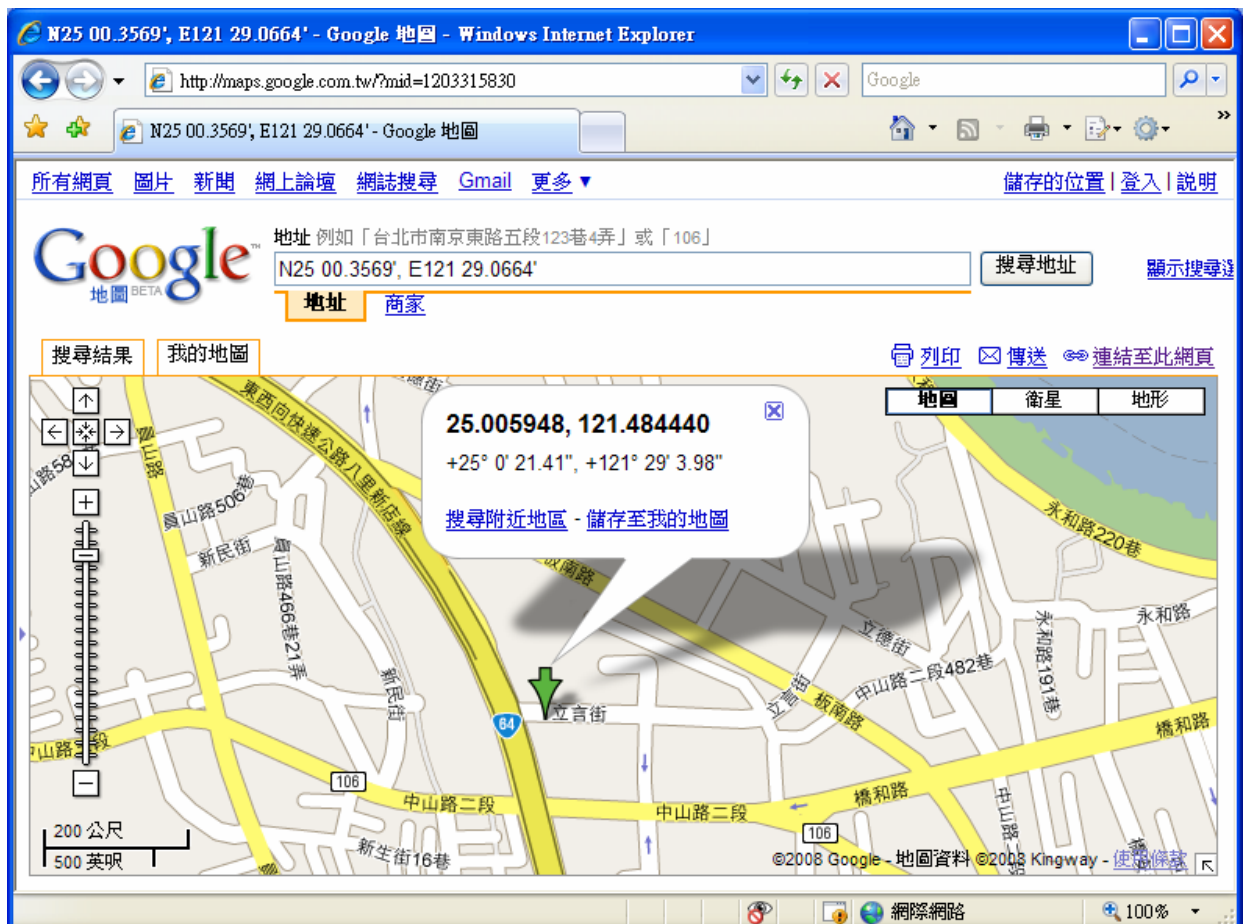 N25 00.3569', E121 29.0664' - Google 地圖 - Windows Internet Explorer
http://maps.google.com.tw/?mid=1203315830
Google
N25 00.3569', E121 29.0664' - Google 地圖
»
所有網頁 圖片 新聞 網上論壇 網誌搜尋 Gmail 更多 ▼
儲存的位置 | 登入 | 說明
Google™
地圖 BETA
地址 例如「台北市南京東路五段123巷4弄」或「106」
N25 00.3569', E121 29.0664'
搜尋地址
顯示搜尋選
地址 商家
搜尋結果 我的地圖
列印 傳送 連結至此網頁
地圖 衛星 地形
25.005948, 121.484440
+25° 0' 21.41", +121° 29' 3.98"
搜尋附近地區 - 儲存至我的地圖
東西向快速公路八里新店線
員山路
員山路506巷
新民街
員山路466巷21弄
新民街
板南路
永和路220巷
永和路
永和路191巷
立德街
中山路二段482巷
立言街
板南路
立言街
64
橋和路
106
中山路二段
中山路二段
橋和路
106
新生街16巷
200 公尺
500 英呎
©2008 Google - 地圖資料 ©2008 Kingway - 使用條款
網際網路
100%